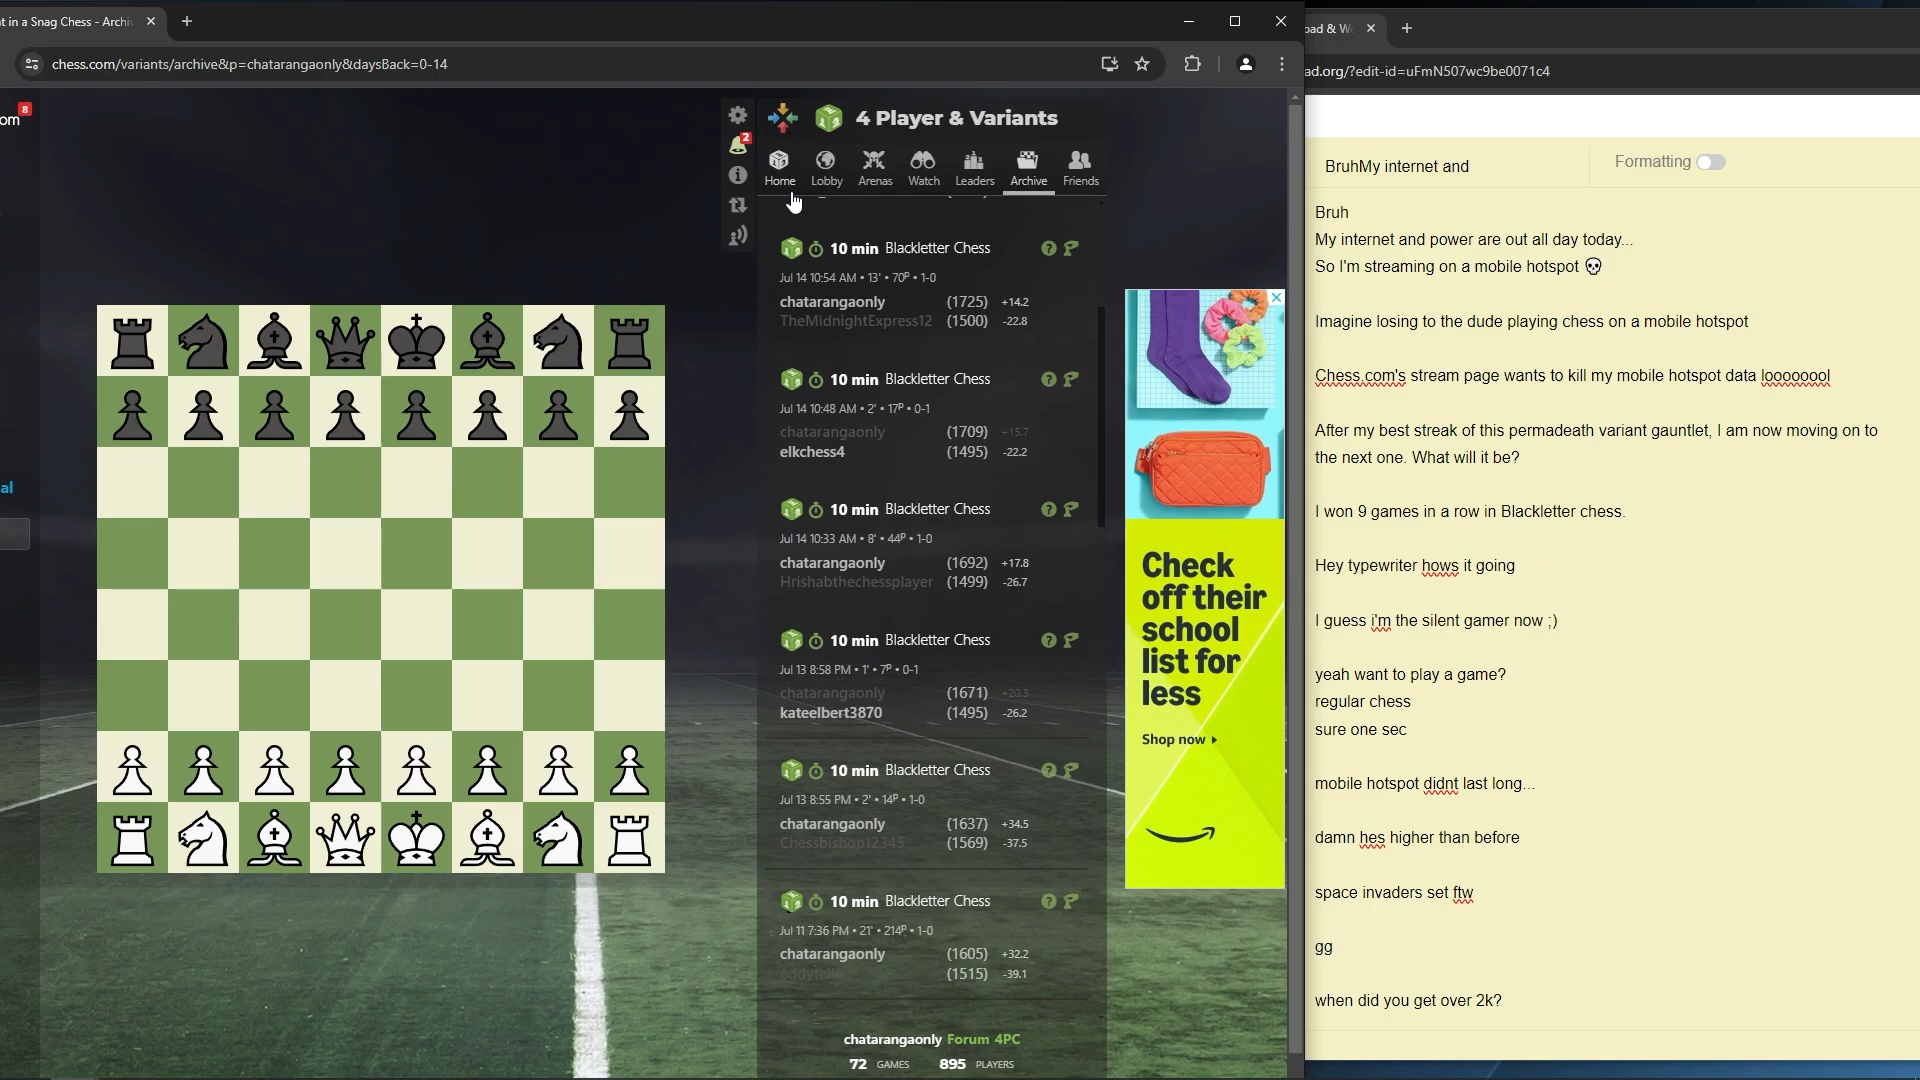 t in a Snag Chess - Archi
chess.com/variants/archive&p=chatarangaonly&daysBack=0-14
om
8
al
2
4 Player & Variants
Home
Lobby
Arenas
Watch
Leaders
Archive
Friends
10 min Blackletter Chess
Jul 14 10:54 AM • 13' • 70P • 1-0
chatarangaonly (1725) +14.2
TheMidnightExpress12 (1500) -22.8
10 min Blackletter Chess
Jul 14 10:48 AM • 2' • 17P • 0-1
chatarangaonly (1709) +15.7
elkchess4 (1495) -22.2
10 min Blackletter Chess
Jul 14 10:33 AM • 8' • 44P • 1-0
chatarangaonly (1692) +17.8
Hrishabthechessplayer (1499) -26.7
10 min Blackletter Chess
Jul 13 8:58 PM • 1' • 7P • 0-1
chatarangaonly (1671) +20.3
kateelbert3870 (1495) -26.2
10 min Blackletter Chess
Jul 13 8:55 PM • 2' • 14P • 1-0
chatarangaonly (1637) +34.5
Chessbishop12345 (1569) -37.5
10 min Blackletter Chess
Jul 11 7:36 PM • 21' • 214P • 1-0
chatarangaonly (1605) +32.2
eddytello (1515) -39.1
chatarangaonly Forum 4PC
72 GAMES 895 PLAYERS
Check
off their
school
list for
less
Shop now
pad & W
ad.org/?edit-id=uFmN507wc9be0071c4
BruhMy internet and
Formatting
Bruh
My internet and power are out all day today...
So I'm streaming on a mobile hotspot 💀
Imagine losing to the dude playing chess on a mobile hotspot
Chess.com's stream page wants to kill my mobile hotspot data loooooool
After my best streak of this permadeath variant gauntlet, I am now moving on to
the next one. What will it be?
I won 9 games in a row in Blackletter chess.
Hey typewriter hows it going
I guess i'm the silent gamer now ;)
yeah want to play a game?
regular chess
sure one sec
mobile hotspot didnt last long...
damn hes higher than before
space invaders set ftw
gg
when did you get over 2k?